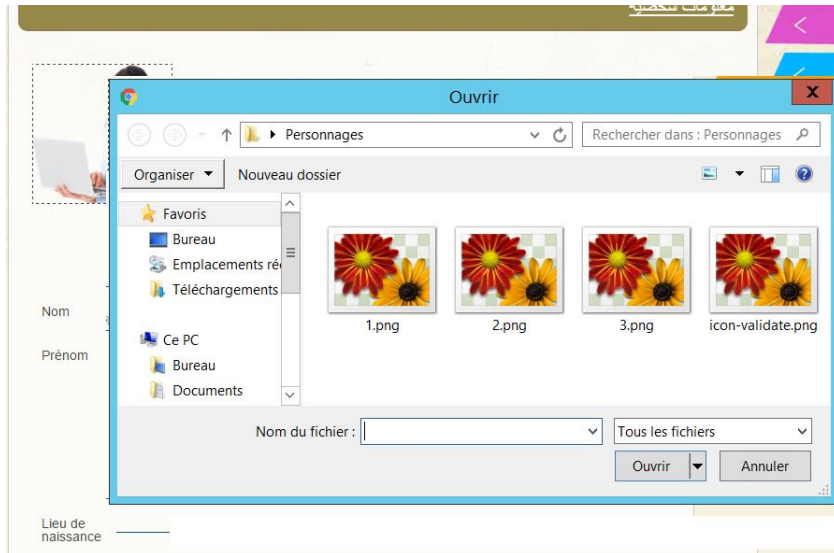 معلومات شخصية
Ouvrir
Personnages
Rechercher dans : Personnages
Organiser
Nouveau dossier
Favoris
Bureau
Emplacements ré
Téléchargements
Ce PC
Bureau
Documents
1.png
2.png
3.png
icon-validate.png
Nom du fichier :
Tous les fichiers
Ouvrir
Annuler
Nom
Prénom
Lieu de
naissance